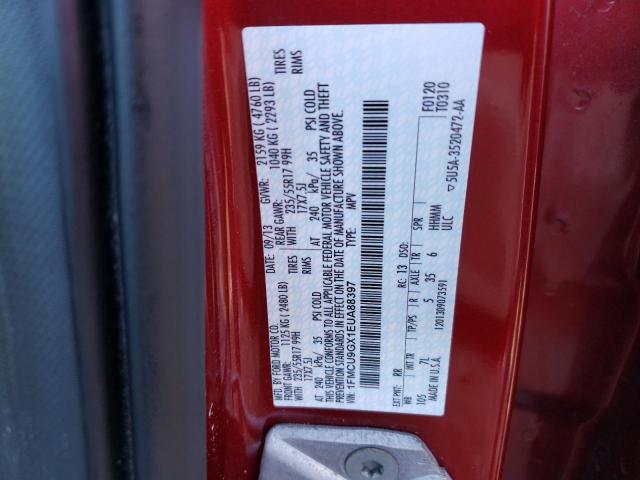 MFD. BY FORD MOTOR CO.
DATE: 09/13 GVWR: 2159 KG ( 4760 LB)
FRONT GAWR: 1125 KG ( 2480 LB) REAR GAWR: 1040 KG ( 2293 LB)
WITH 235/55R17 99H TIRES WITH 235/55R17 99H TIRES
17X7.5J RIMS 17X7.5J RIMS
AT 240 kPa/ 35 PSI COLD AT 240 kPa/ 35 PSI COLD
THIS VEHICLE CONFORMS TO ALL APPLICABLE FEDERAL MOTOR VEHICLE SAFETY AND THEFT
PREVENTION STANDARDS IN EFFECT ON THE DATE OF MANUFACTURE SHOWN ABOVE.
VIN: 1FMCU9GX1EUA88397 TYPE: MPV
F0120
T0310
EXT PNT: RR RC: 13 DSO:
WB INT TR TP/PS R AXLE TR SPR
105 7L 5 35 6 HHMM
MADE IN U.S.A. 1201309073591 ULC
5U5A-3520472-AA